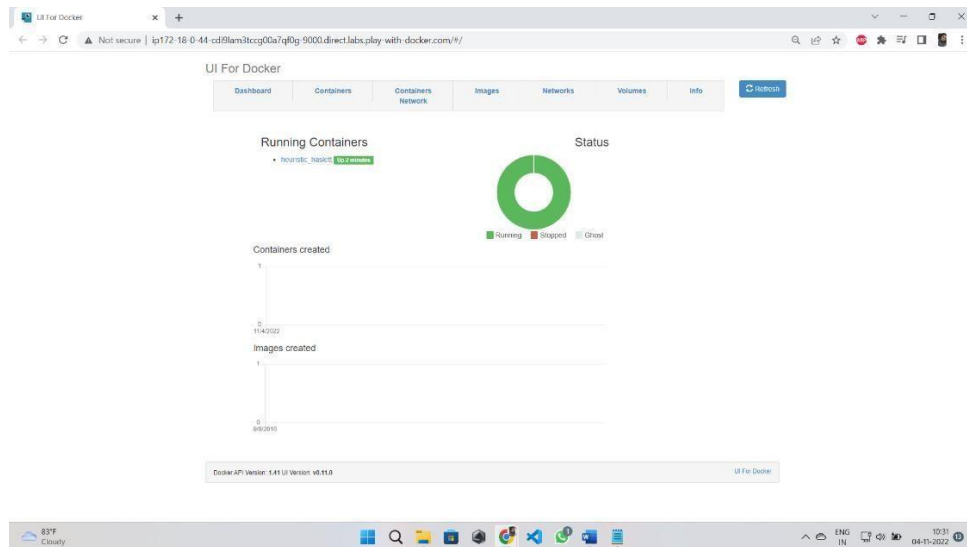 UI For Docker
Not secure | ip172-18-0-44-cdi9lam3tccg00a7qf0g-9000.direct.labs.play-with-docker.com/#/
UI For Docker
Dashboard Containers Containers Network Images Networks Volumes Info Refresh
Running Containers
heuristic_haslett Up 2 minutes
Status
Running Stopped Ghost
Containers created
1
0
11/4/2022
Images created
1
0
Docker API Version: 1.41 UI Version: v0.11.0
UI For Docker
83°F
Cloudy
ENG
IN
10:31
04-11-2022